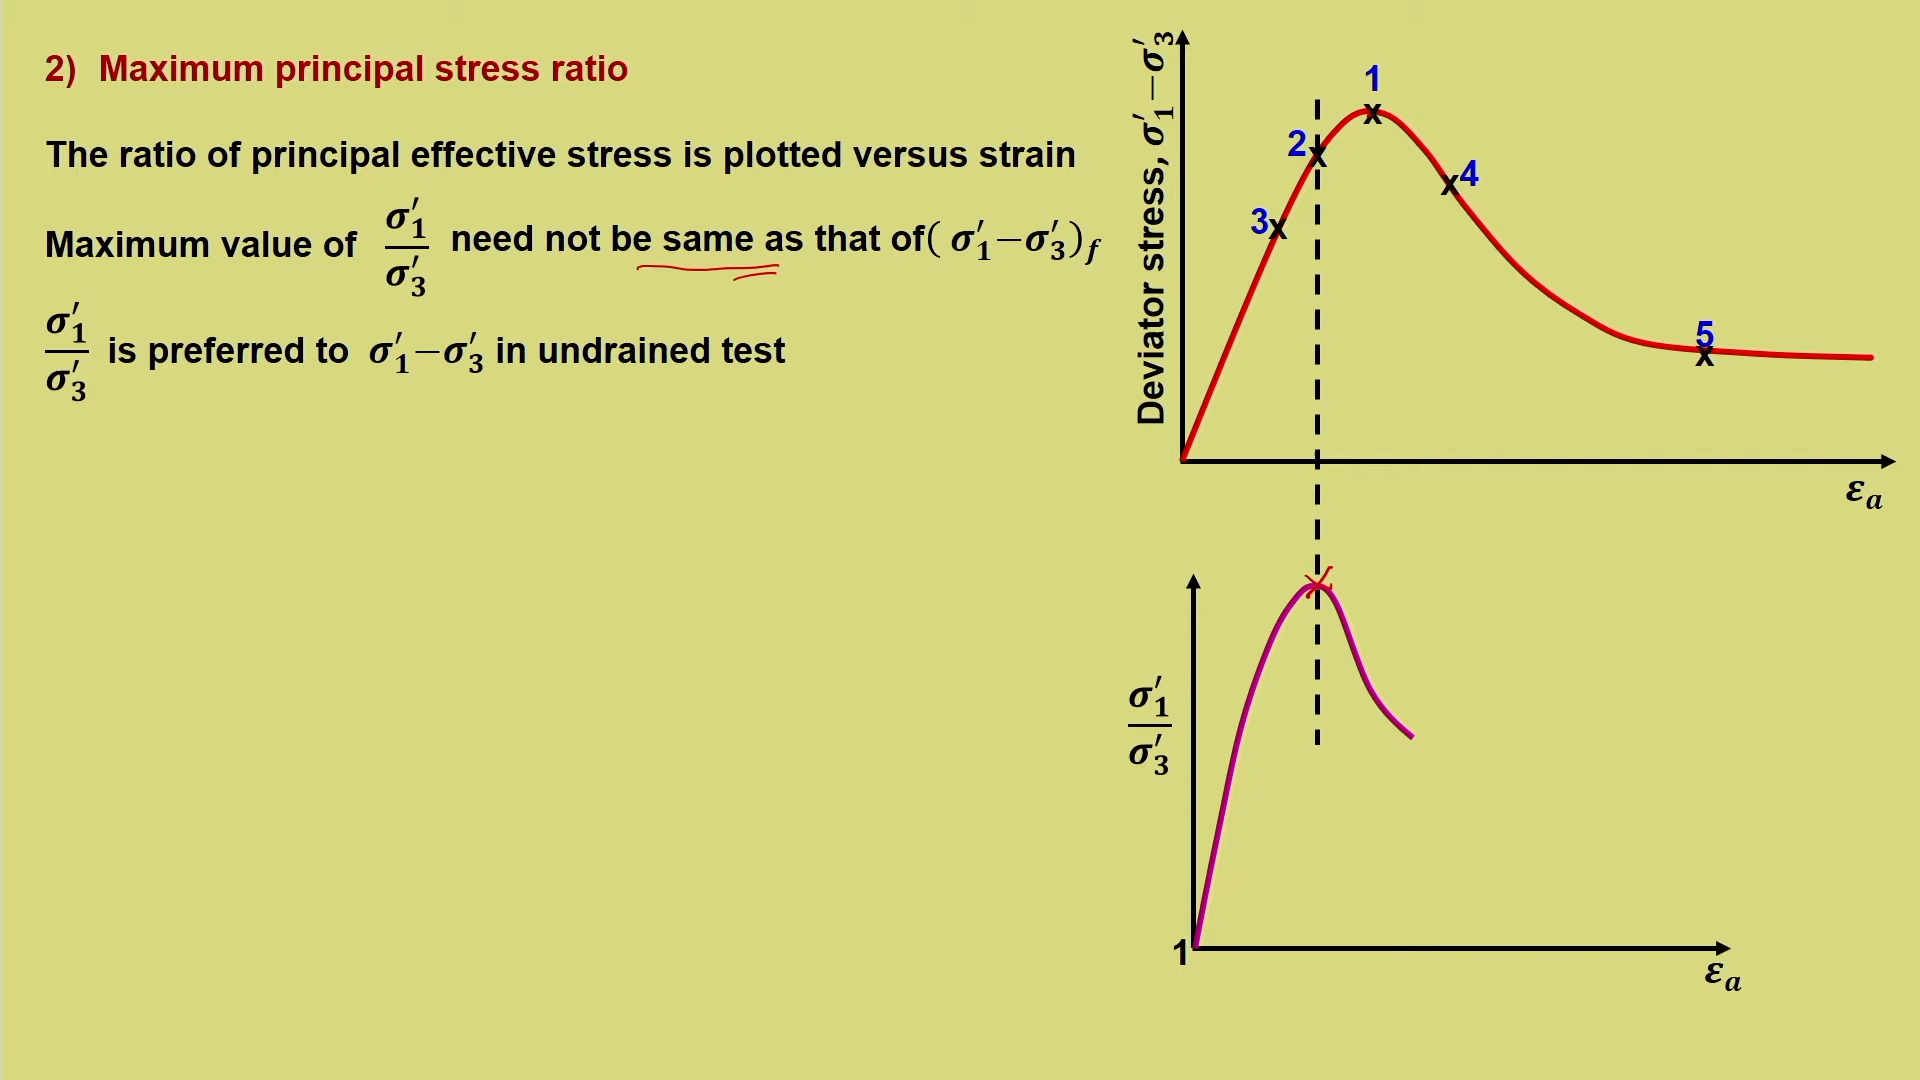 2) Maximum principal stress ratio
The ratio of principal effective stress is plotted versus strain
Maximum value of σ′₁/σ′₃ need not be same as that of ( σ′₁−σ′₃)f
σ′₁/σ′₃ is preferred to σ′₁−σ′₃ in undrained test
Deviator stress, σ′₁−σ′₃
1
2
3
4
5
εa
σ′₁/σ′₃
1
εa